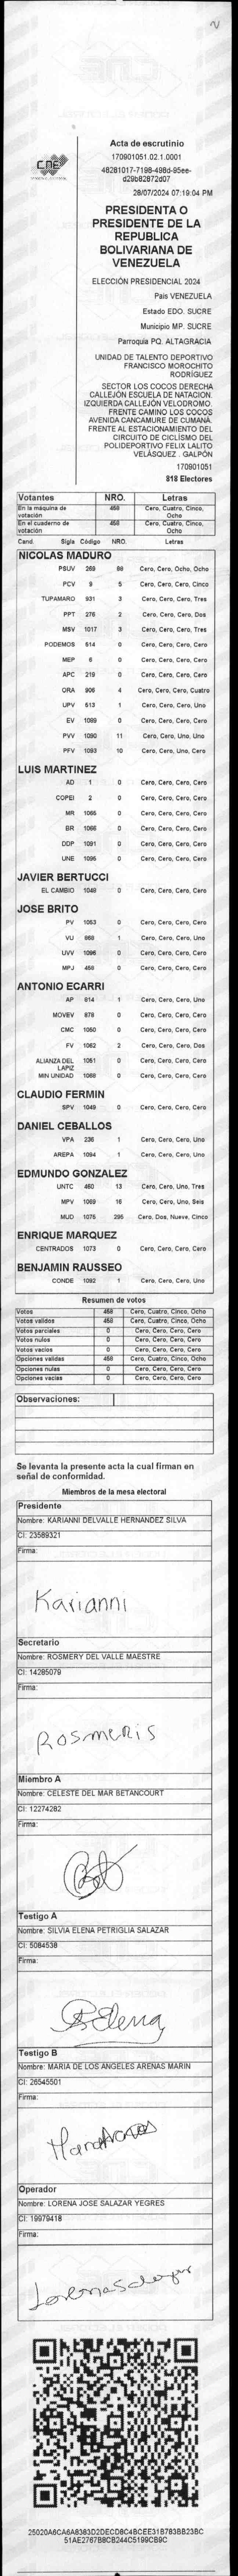 CNE
Acta de escrutinio
170901051.02.1.0001
48281017-7198-498d-95ee-
d29b82872d07
28/07/2024 07:19:04 PM
PRESIDENTA O
PRESIDENTE DE LA
REPUBLICA
BOLIVARIANA DE
VENEZUELA
ELECCIÓN PRESIDENCIAL 2024
Pais VENEZUELA
Estado EDO. SUCRE
Municipio MP. SUCRE
Parroquia PQ. ALTAGRACIA
UNIDAD DE TALENTO DEPORTIVO
FRANCISCO MOROCHITO
RODRÍGUEZ
SECTOR LOS COCOS DERECHA
CALLEJÓN ESCUELA DE NATACION.
IZQUIERDA CALLEJÓN VELODROMO.
FRENTE CAMINO LOS COCOS
AVENIDA CANCAMURE DE CUMANÁ.
FRENTE AL ESTACIONAMIENTO DEL
CIRCUITO DE CICLÍSMO DEL
POLIDEPORTIVO FELIX LALITO
VELÁSQUEZ . GALPÓN
170901051
818 Electores
Votantes NRO. Letras
En la máquina de votación 458 Cero, Cuatro, Cinco, Ocho
En el cuaderno de votación 458 Cero, Cuatro, Cinco, Ocho
Cand. Sigla Código NRO. Letras
NICOLAS MADURO
PSUV 269 88 Cero, Cero, Ocho, Ocho
PCV 9 5 Cero, Cero, Cero, Cinco
TUPAMARO 931 3 Cero, Cero, Cero, Tres
PPT 276 2 Cero, Cero, Cero, Dos
MSV 1017 3 Cero, Cero, Cero, Tres
PODEMOS 514 0 Cero, Cero, Cero, Cero
MEP 6 0 Cero, Cero, Cero, Cero
APC 219 0 Cero, Cero, Cero, Cero
ORA 906 4 Cero, Cero, Cero, Cuatro
UPV 513 1 Cero, Cero, Cero, Uno
EV 1089 0 Cero, Cero, Cero, Cero
PVV 1090 11 Cero, Cero, Uno, Uno
PFV 1093 10 Cero, Cero, Uno, Cero
LUIS MARTINEZ
AD 1 0 Cero, Cero, Cero, Cero
COPEI 2 0 Cero, Cero, Cero, Cero
MR 1065 0 Cero, Cero, Cero, Cero
BR 1066 0 Cero, Cero, Cero, Cero
DDP 1091 0 Cero, Cero, Cero, Cero
UNE 1095 0 Cero, Cero, Cero, Cero
JAVIER BERTUCCI
EL CAMBIO 1048 0 Cero, Cero, Cero, Cero
JOSE BRITO
PV 1053 0 Cero, Cero, Cero, Cero
VU 868 1 Cero, Cero, Cero, Uno
UVV 1096 0 Cero, Cero, Cero, Cero
MPJ 458 0 Cero, Cero, Cero, Cero
ANTONIO ECARRI
AP 814 1 Cero, Cero, Cero, Uno
MOVEV 878 0 Cero, Cero, Cero, Cero
CMC 1050 0 Cero, Cero, Cero, Cero
FV 1062 2 Cero, Cero, Cero, Dos
ALIANZA DEL LAPIZ 1051 0 Cero, Cero, Cero, Cero
MIN UNIDAD 1088 0 Cero, Cero, Cero, Cero
CLAUDIO FERMIN
SPV 1049 0 Cero, Cero, Cero, Cero
DANIEL CEBALLOS
VPA 236 1 Cero, Cero, Cero, Uno
AREPA 1094 1 Cero, Cero, Cero, Uno
EDMUNDO GONZALEZ
UNTC 460 13 Cero, Cero, Uno, Tres
MPV 1069 16 Cero, Cero, Uno, Seis
MUD 1075 295 Cero, Dos, Nueve, Cinco
ENRIQUE MARQUEZ
CENTRADOS 1073 0 Cero, Cero, Cero, Cero
BENJAMIN RAUSSEO
CONDE 1082 1 Cero, Cero, Cero, Uno
Resumen de votos
Votos 458 Cero, Cuatro, Cinco, Ocho
Votos validos 458 Cero, Cuatro, Cinco, Ocho
Votos parciales 0 Cero, Cero, Cero, Cero
Votos nulos 0 Cero, Cero, Cero, Cero
Votos vacios 0 Cero, Cero, Cero, Cero
Opciones validas 458 Cero, Cuatro, Cinco, Ocho
Opciones nulas 0 Cero, Cero, Cero, Cero
Opciones vacias 0 Cero, Cero, Cero, Cero
Observaciones:
Se levanta la presente acta la cual firman en
señal de conformidad.
Miembros de la mesa electoral
Presidente
Nombre: KARIANNI DELVALLE HERNANDEZ SILVA
CI: 23589321
Firma:
Karianni
Secretario
Nombre: ROSMERY DEL VALLE MAESTRE
CI: 14285079
Firma:
Rosmeris
Miembro A
Nombre: CELESTE DEL MAR BETANCOURT
CI: 12274282
Firma:
Testigo A
Nombre: SILVIA ELENA PETRIGLIA SALAZAR
CI: 5084538
Firma:
SElena
Testigo B
Nombre: MARIA DE LOS ANGELES ARENAS MARIN
CI: 26545501
Firma:
Operador
Nombre: LORENA JOSE SALAZAR YEGRES
CI: 19979418
Firma:
LorenaSalazar
25020A6CA6A8383D2DECD8C4BCEE31B783BB23BC
51AE2767B8CB244C5199CB9C